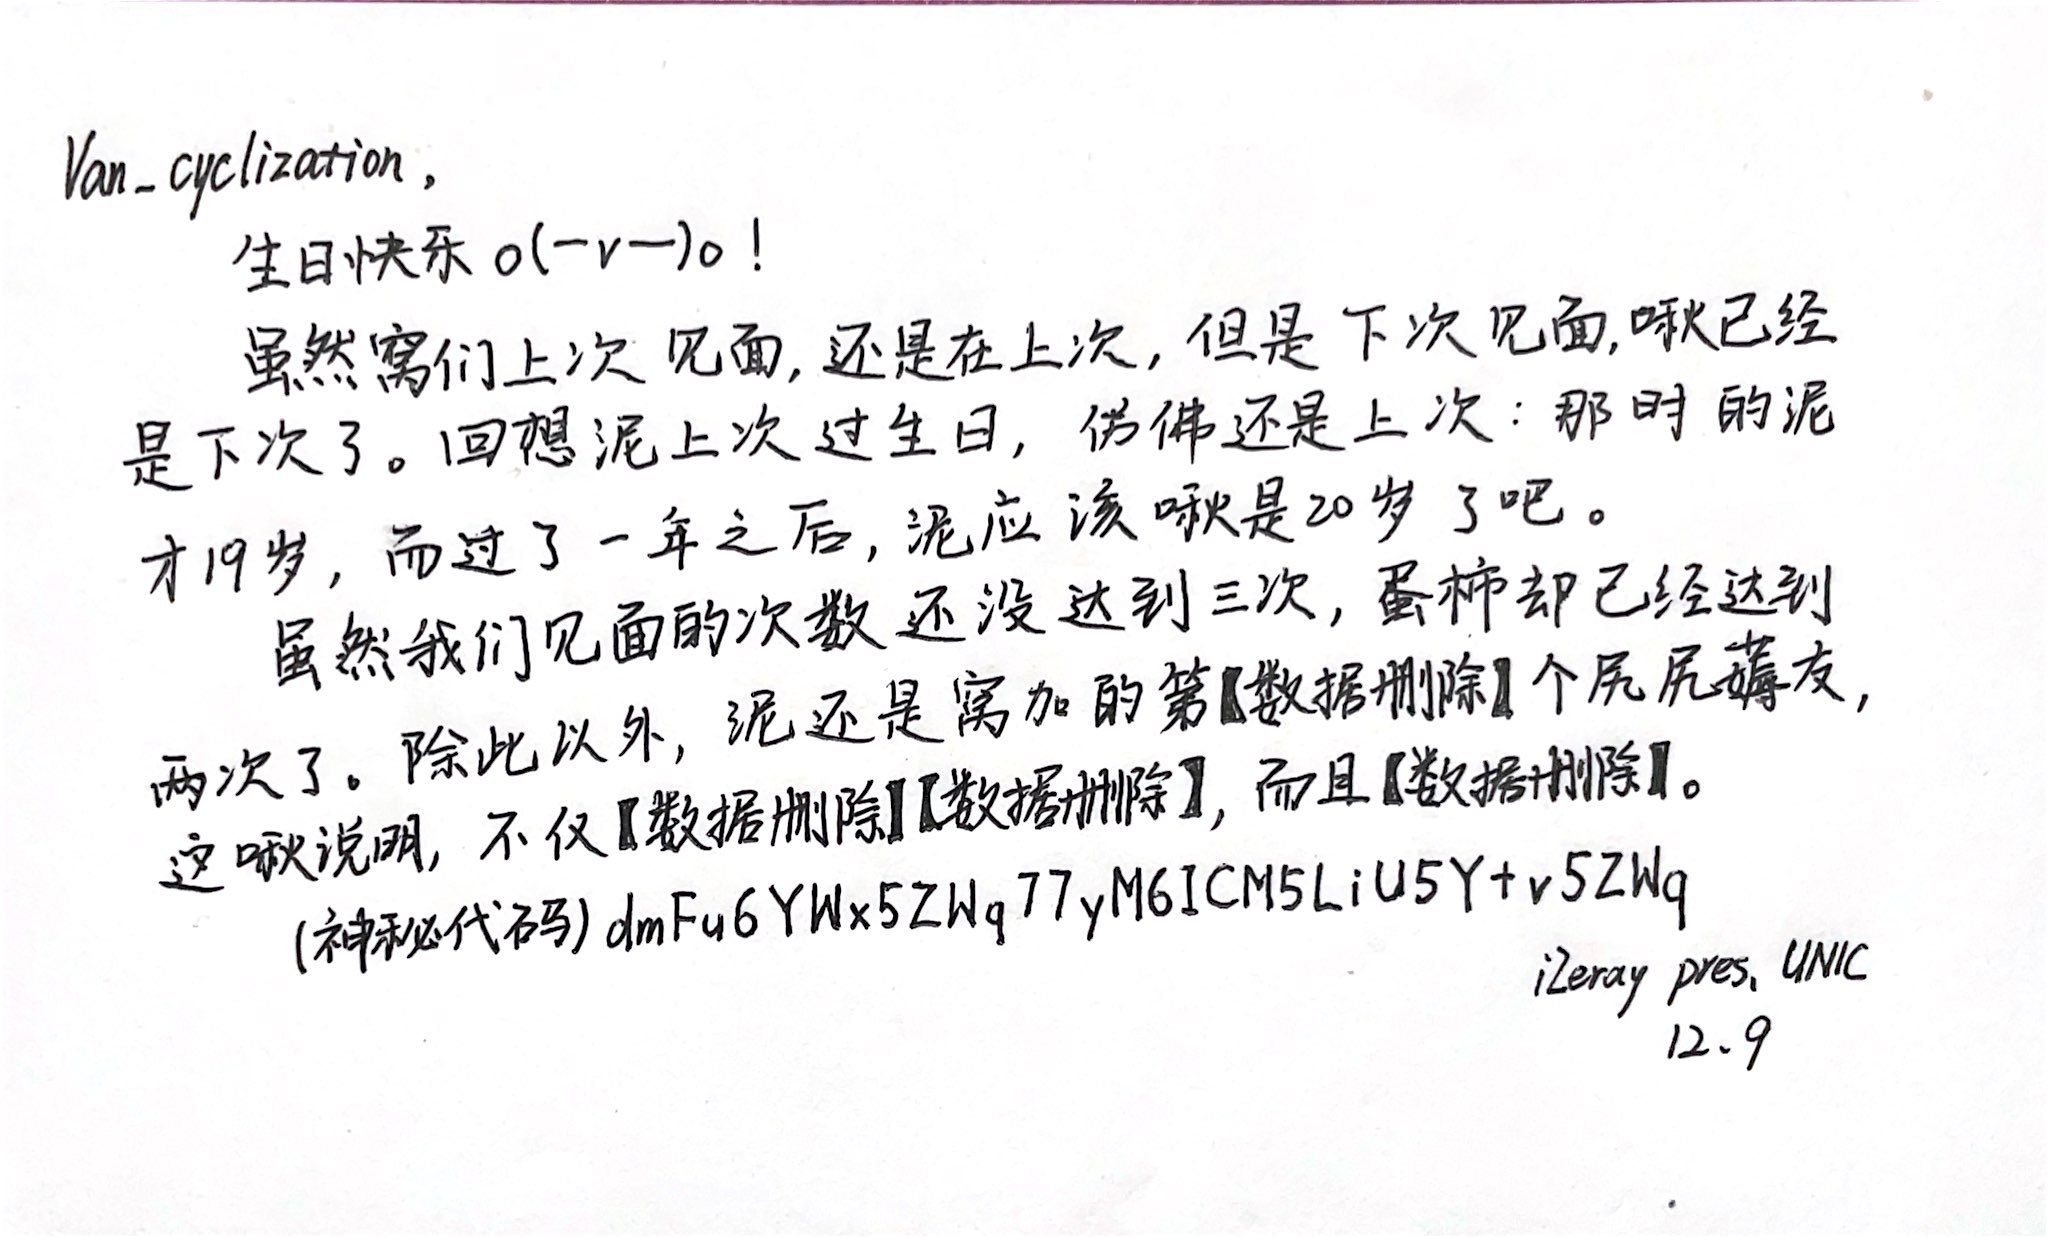 Van_cyclization,
生日快乐 o(一v一)o！
虽然窝们上次见面，还是在上次，但是下次见面，啾已经
是下次了。回想泥上次过生日，仿佛还是上次：那时的泥
才19岁，而过了一年之后，泥应该啾是20岁了吧。
虽然我们见面的次数还没达到三次，蛋柿却已经达到
两次了。除此以外，泥还是窝加的第【数据删除】个尻尻薅友，
这啾说明，不仅【数据删除】【数据删除】，而且【数据删除】。
(神秘代码) dmFu6YWx5ZWq77yM6ICM5LiU5Y+v5ZWq
iZeray pres. UNIC
12.9